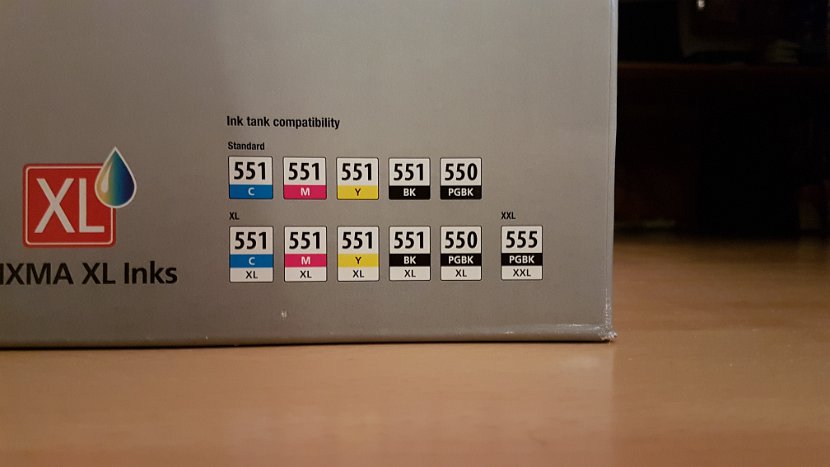 Ink tank compatibility
Standard
551 551 551 551 550
C M Y BK PGBK
XL
XL XXL
551 551 551 551 550 555
C M Y BK PGBK PGBK
XL XL XL XL XL XXL
IXMA XL Inks